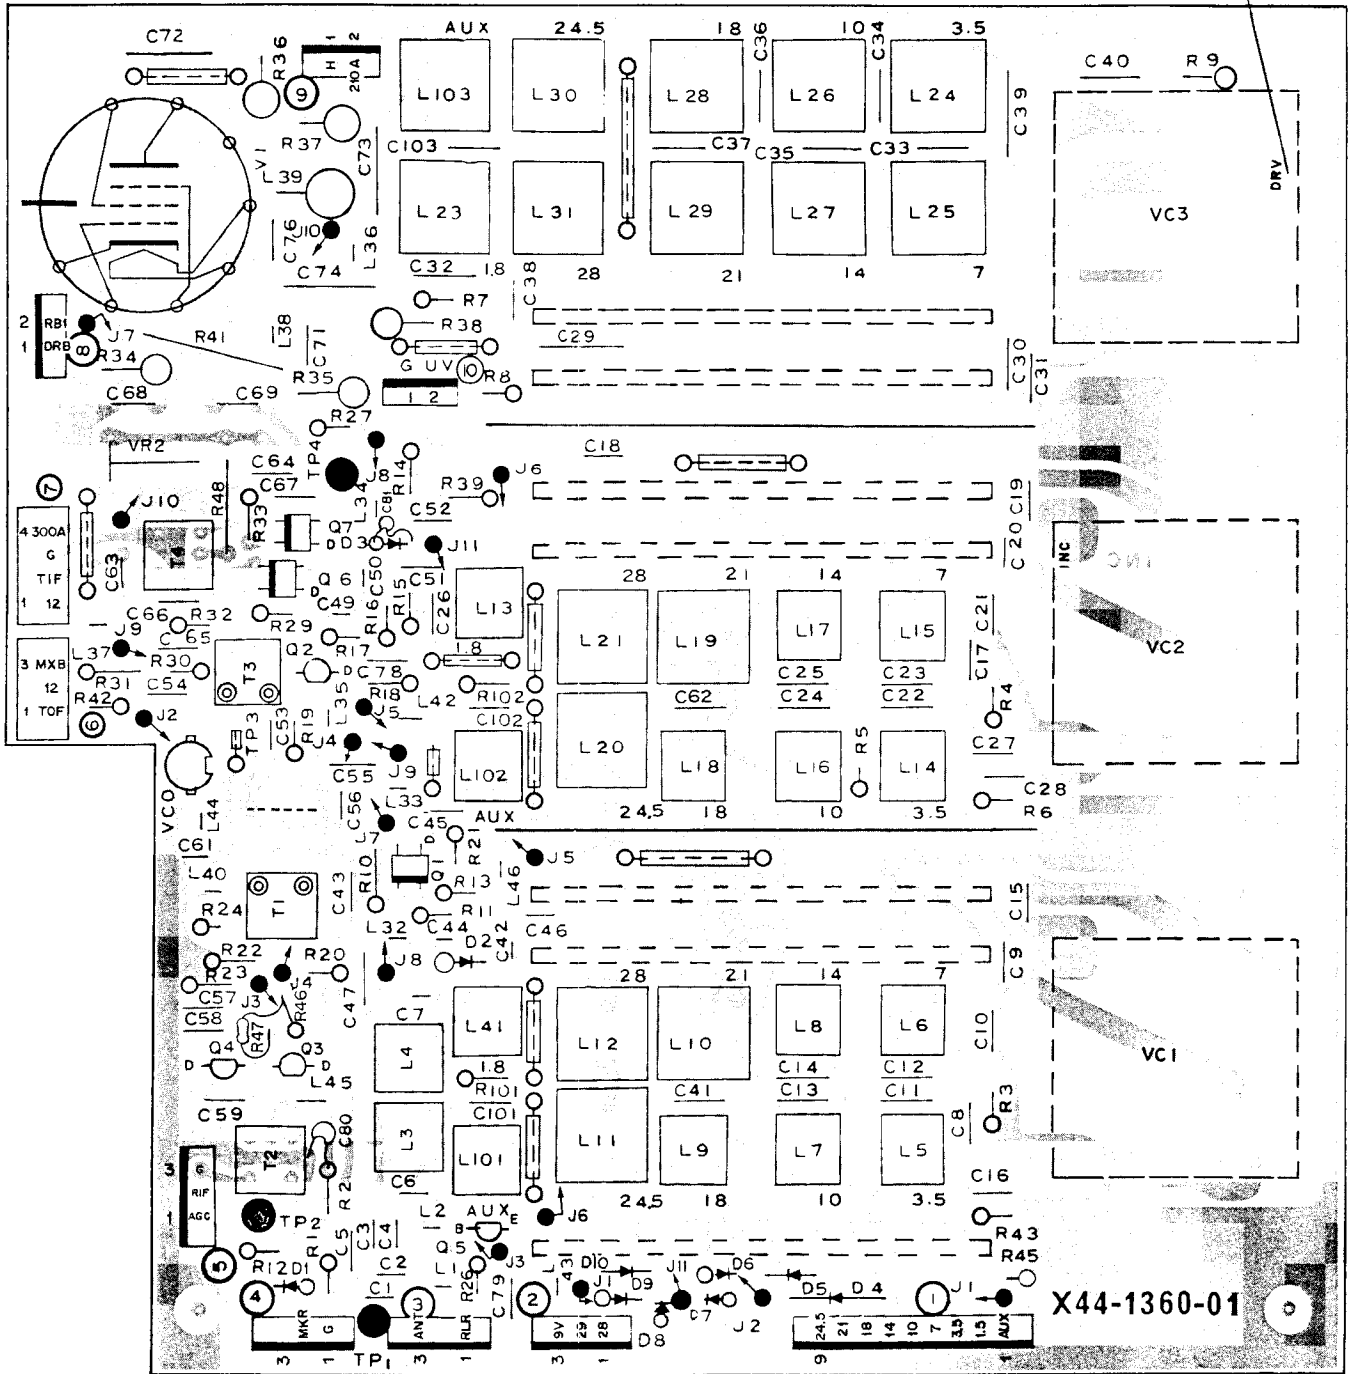 C72
R36
1 2
H 210A
9
AUX 24.5 18 10 3.5
C36
C34
C40 R9
L103 L30 L28 L26 L24
C39
R37
C73
V1
C103 C37 C35 C33
L39
L23 L31 L29 L27 L25
DRV
VC3
J10
C76
L36
C74
C32 1.8 C38 28 21 14 7
R7
2 RB1
1 DRB
J7
8
R41
L38
C71
R38
C29
R34
R35
G UV 10
R8
1 2
C30
C31
C68 C69
R27
VR2
TP4
C18
C64
C67
J8
R14
J6
7
J10
R48
R33
L34
C81
R39
C52
C19
4 300A
G
TIF
1 12
T4
Q7
D
D3
J11
C20
INC
C63
Q6
D
C50
C51
28 21 14 7
C66 R32
C65
R29
C49
R16
R15
C26
L13
L21 L19 L17 L15
C21
J9
L37
R30
Q2
D
R17
1.8
C17
VC2
3 MXB
12
1 TOF
R31
C54
T3
C78
C25 C23
R42
R18
L42
R102
C62 C24 C22
R4
6
J2
TP3
C53
R19
L35
J5
C102
J4
L20
C27
C55
J9
L102
L18 L16 R5 L14
VC0
L44
C56
L33
C28
R6
C45
AUX 24.5 18 10 3.5
J7
D
C61
R21
J5
L40
Q1
L46
R10
R13
C43
T1
R11
C15
R24
C44
L32
C46
D2
C42
R22
R20
J8
C9
R23
J4
28 21 14 7
C57
J3
R46
C47
C7
C58
R47
L41
L12 L10 L8 L6
C10
Q4
D
Q3
D
L4
VC1
L45
1.8
C14 C12
R101
C41 C13 C11
C59
C101
C8
R3
C80
L3
L11 L9 L7 L5
T2
L101
3 G
RIF
1 AGC
R2
C6
C16
24.5 18 10 3.5
AUX
TP2
L2
B E
J6
R1
C5
C3
C4
Q5
R43
5
R12
D1
C2
L1
J3
D10
D6
R45
R26
L43
J1
D9
J11
4
C1
3
C79
2
D7
D5 D4
1
J1
X44-1360-01
J2
MKR G
ANT RLR
9V 29 28
D8
24.5 21 18 14 10 7 3.5 1.5 AUX
3 1
TP1
3 1
3 1
9 1